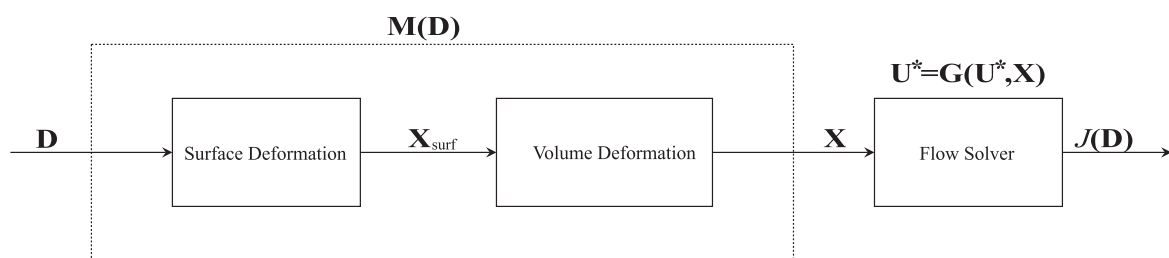 M(D)
U*=G(U*,X)
D
Surface Deformation
Xsurf
Volume Deformation
X
Flow Solver
J(D)